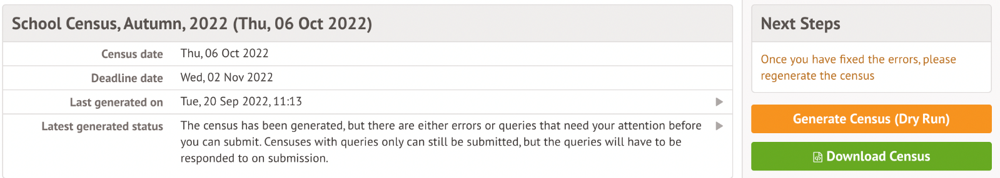 School Census, Autumn, 2022 (Thu, 06 Oct 2022)
Census date Thu, 06 Oct 2022
Deadline date Wed, 02 Nov 2022
Last generated on Tue, 20 Sep 2022, 11:13
Latest generated status The census has been generated, but there are either errors or queries that need your attention before
you can submit. Censuses with queries only can still be submitted, but the queries will have to be
responded to on submission.
Next Steps
Once you have fixed the errors, please
regenerate the census
Generate Census (Dry Run)
Download Census